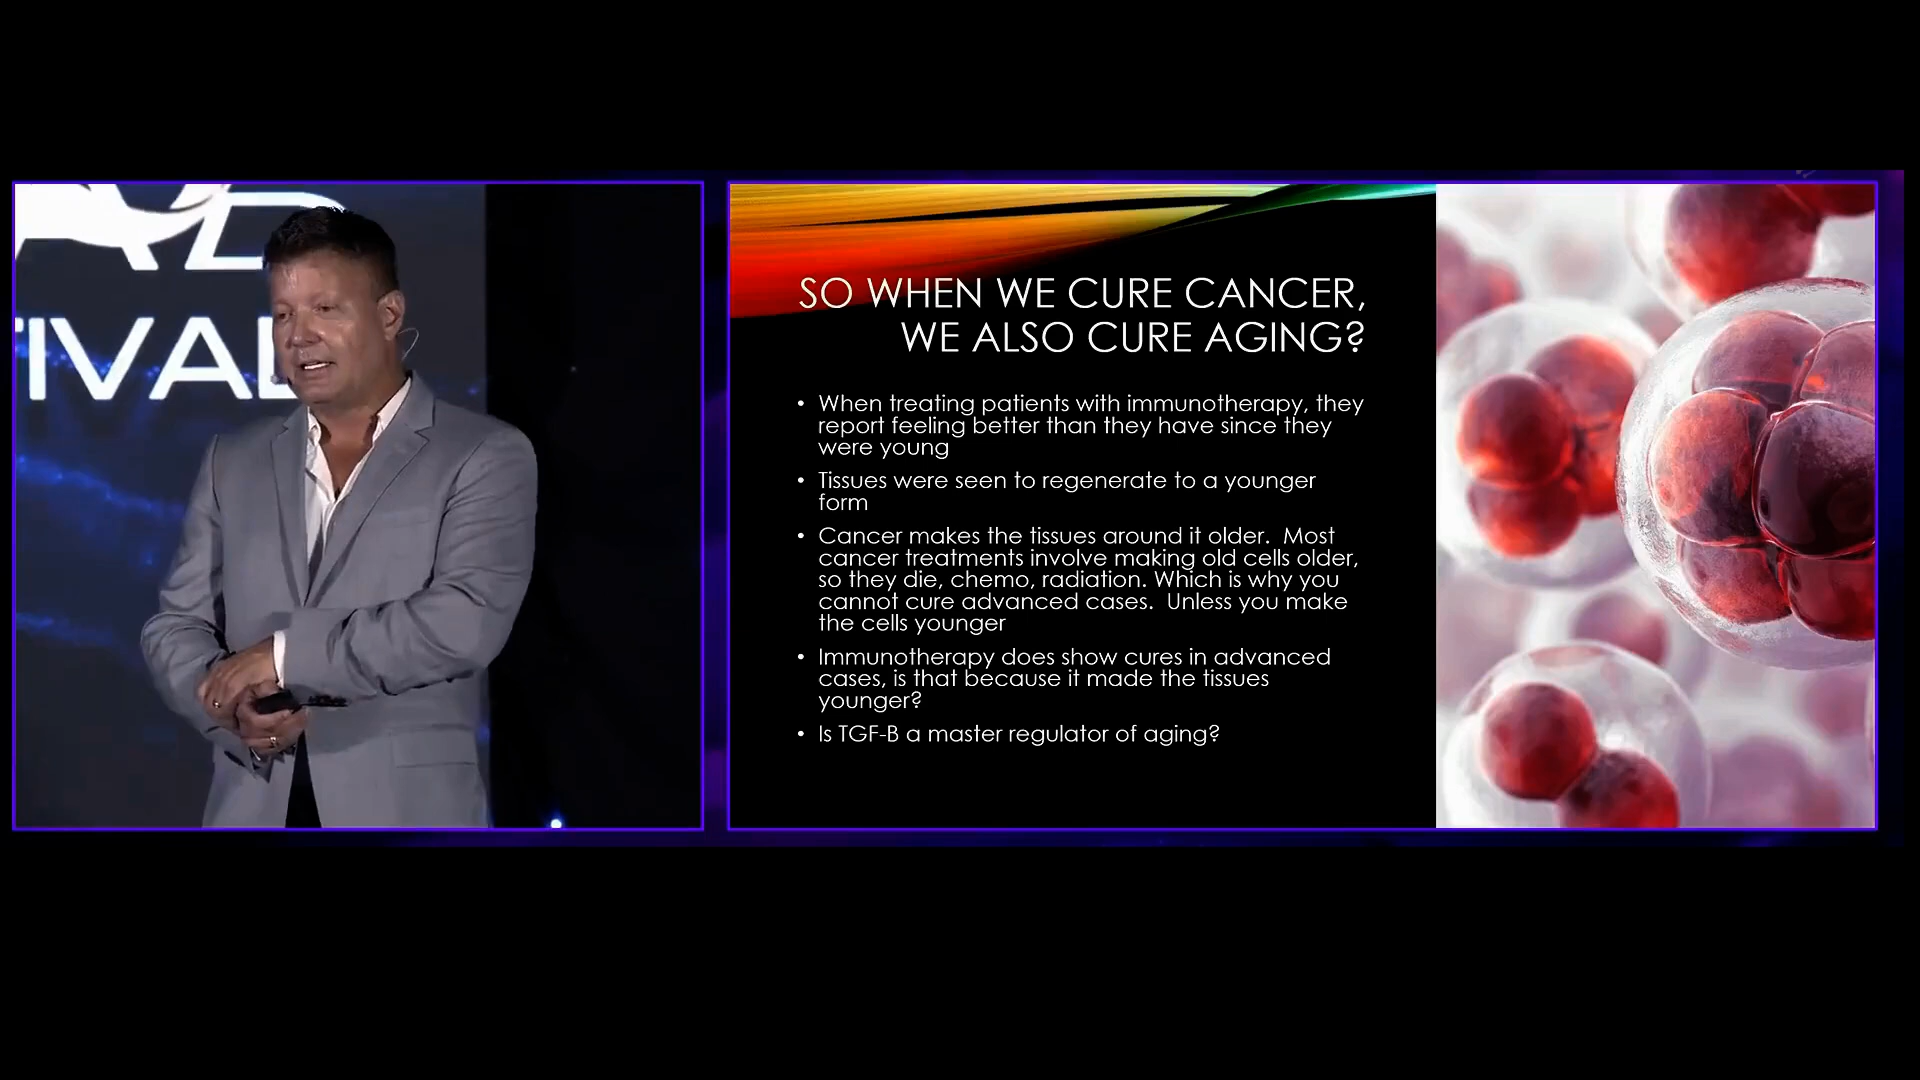 TIVAL
SO WHEN WE CURE CANCER,
WE ALSO CURE AGING?
• When treating patients with immunotherapy, they
report feeling better than they have since they
were young
• Tissues were seen to regenerate to a younger
form
• Cancer makes the tissues around it older.  Most
cancer treatments involve making old cells older,
so they die, chemo, radiation. Which is why you
cannot cure advanced cases.  Unless you make
the cells younger
• Immunotherapy does show cures in advanced
cases, is that because it made the tissues
younger?
• Is TGF-B a master regulator of aging?